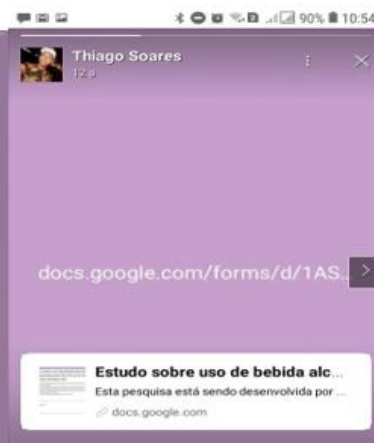 90% 10:54
Thiago Soares
docs.google.com/forms/d/1AS...
Estudo sobre uso de bebida alc...
Esta pesquisa está sendo desenvolvida por ...
docs.google.com